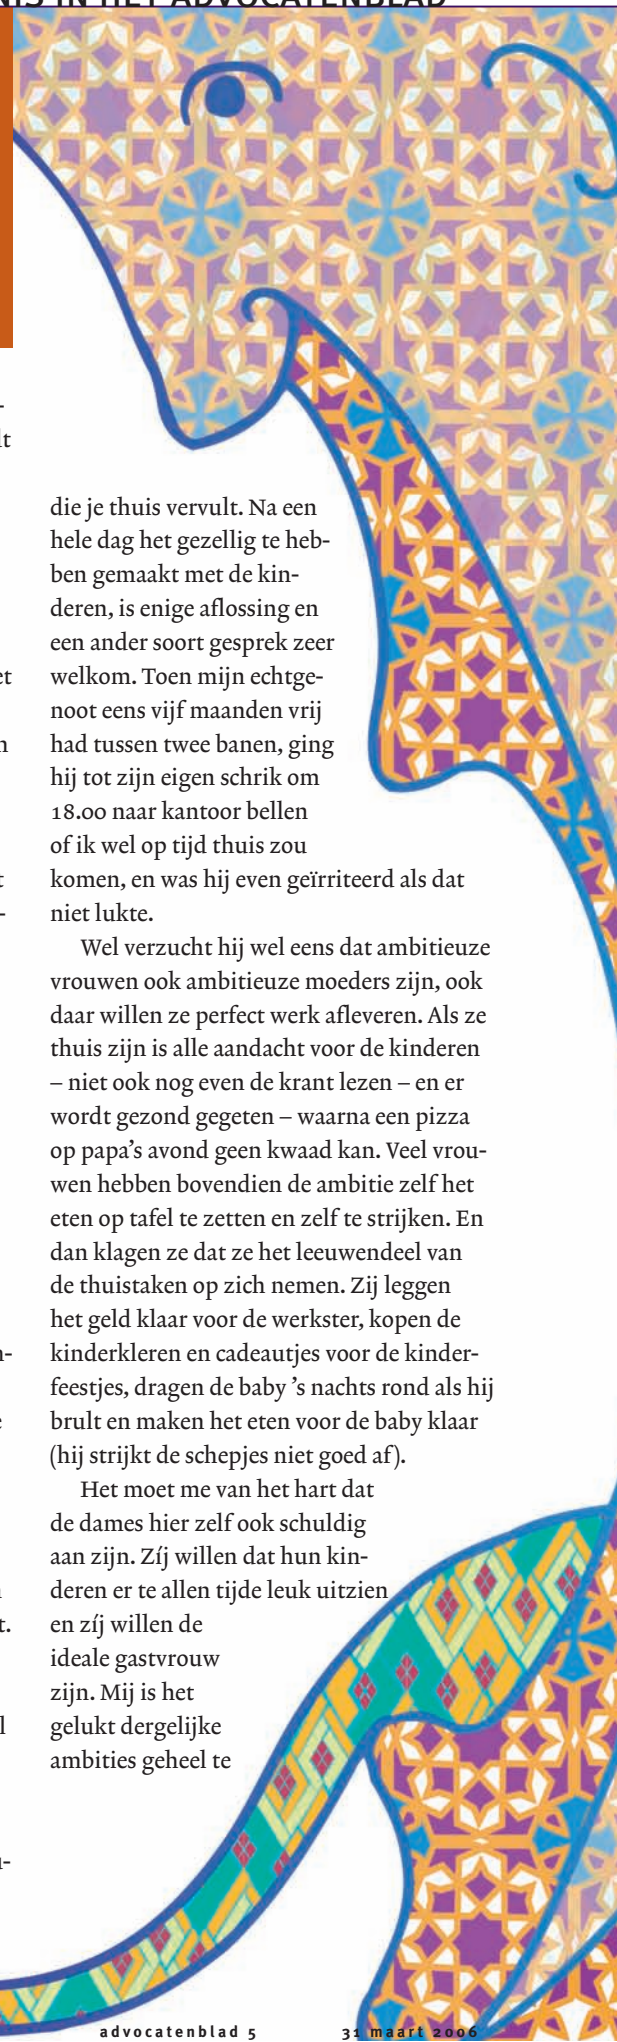 IN HET ADVOCATENBLAD
die je thuis vervult. Na een
hele dag het gezellig te heb-
ben gemaakt met de kin-
deren, is enige aflossing en
een ander soort gesprek zeer
welkom. Toen mijn echtge-
noot eens vijf maanden vrij
had tussen twee banen, ging
hij tot zijn eigen schrik om
18.00 naar kantoor bellen
of ik wel op tijd thuis zou
komen, en was hij even geïrriteerd als dat
niet lukte.
Wel verzucht hij wel eens dat ambitieuze
vrouwen ook ambitieuze moeders zijn, ook
daar willen ze perfect werk afleveren. Als ze
thuis zijn is alle aandacht voor de kinderen
– niet ook nog even de krant lezen – en er
wordt gezond gegeten – waarna een pizza
op papa's avond geen kwaad kan. Veel vrou-
wen hebben bovendien de ambitie zelf het
eten op tafel te zetten en zelf te strijken. En
dan klagen ze dat ze het leeuwendeel van
de thuistaken op zich nemen. Zij leggen
het geld klaar voor de werkster, kopen de
kinderkleren en cadeautjes voor de kinder-
feestjes, dragen de baby 's nachts rond als hij
brult en maken het eten voor de baby klaar
(hij strijkt de schepjes niet goed af).
Het moet me van het hart dat
de dames hier zelf ook schuldig
aan zijn. Zíj willen dat hun kin-
deren er te allen tijde leuk uitzien
en zíj willen de
ideale gastvrouw
zijn. Mij is het
gelukt dergelijke
ambities geheel te
advocatenblad 5 31 maart 2006